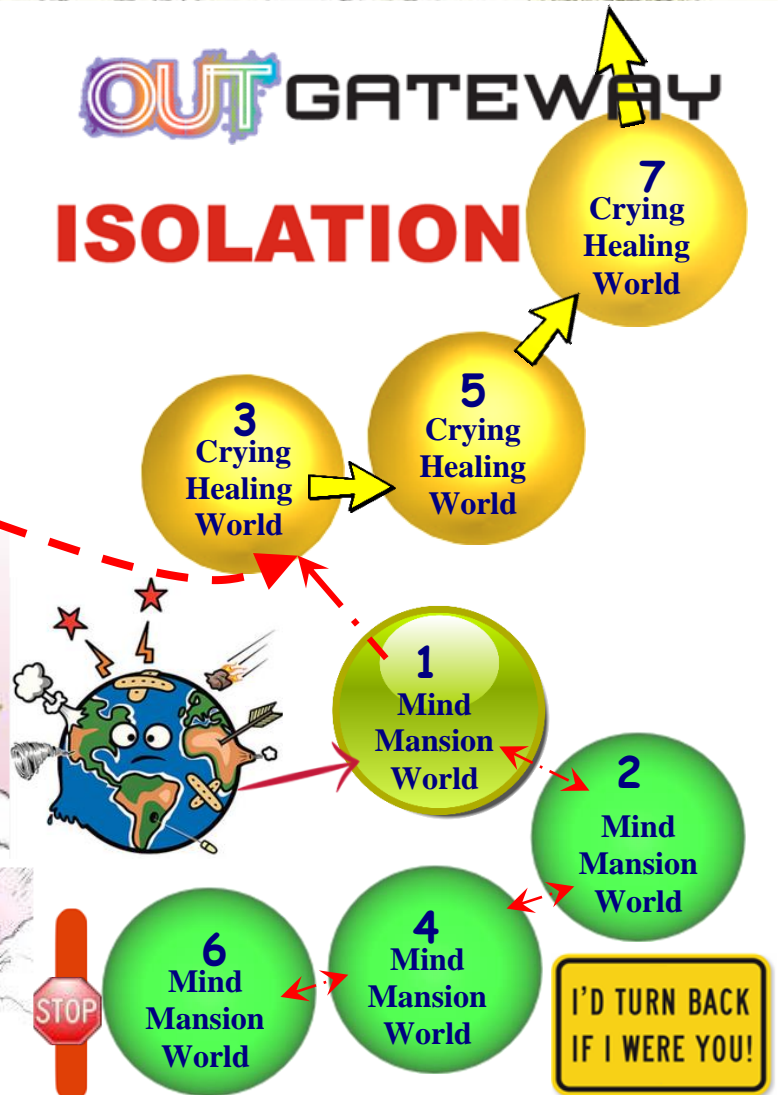 OUT GATEWAY
7
Crying
Healing
World
ISOLATION
5
Crying
Healing
World
3
Crying
Healing
World
1
Mind
Mansion
World
2
Mind
Mansion
World
4
Mind
Mansion
World
6
Mind
Mansion
World
STOP
I'D TURN BACK
IF I WERE YOU!